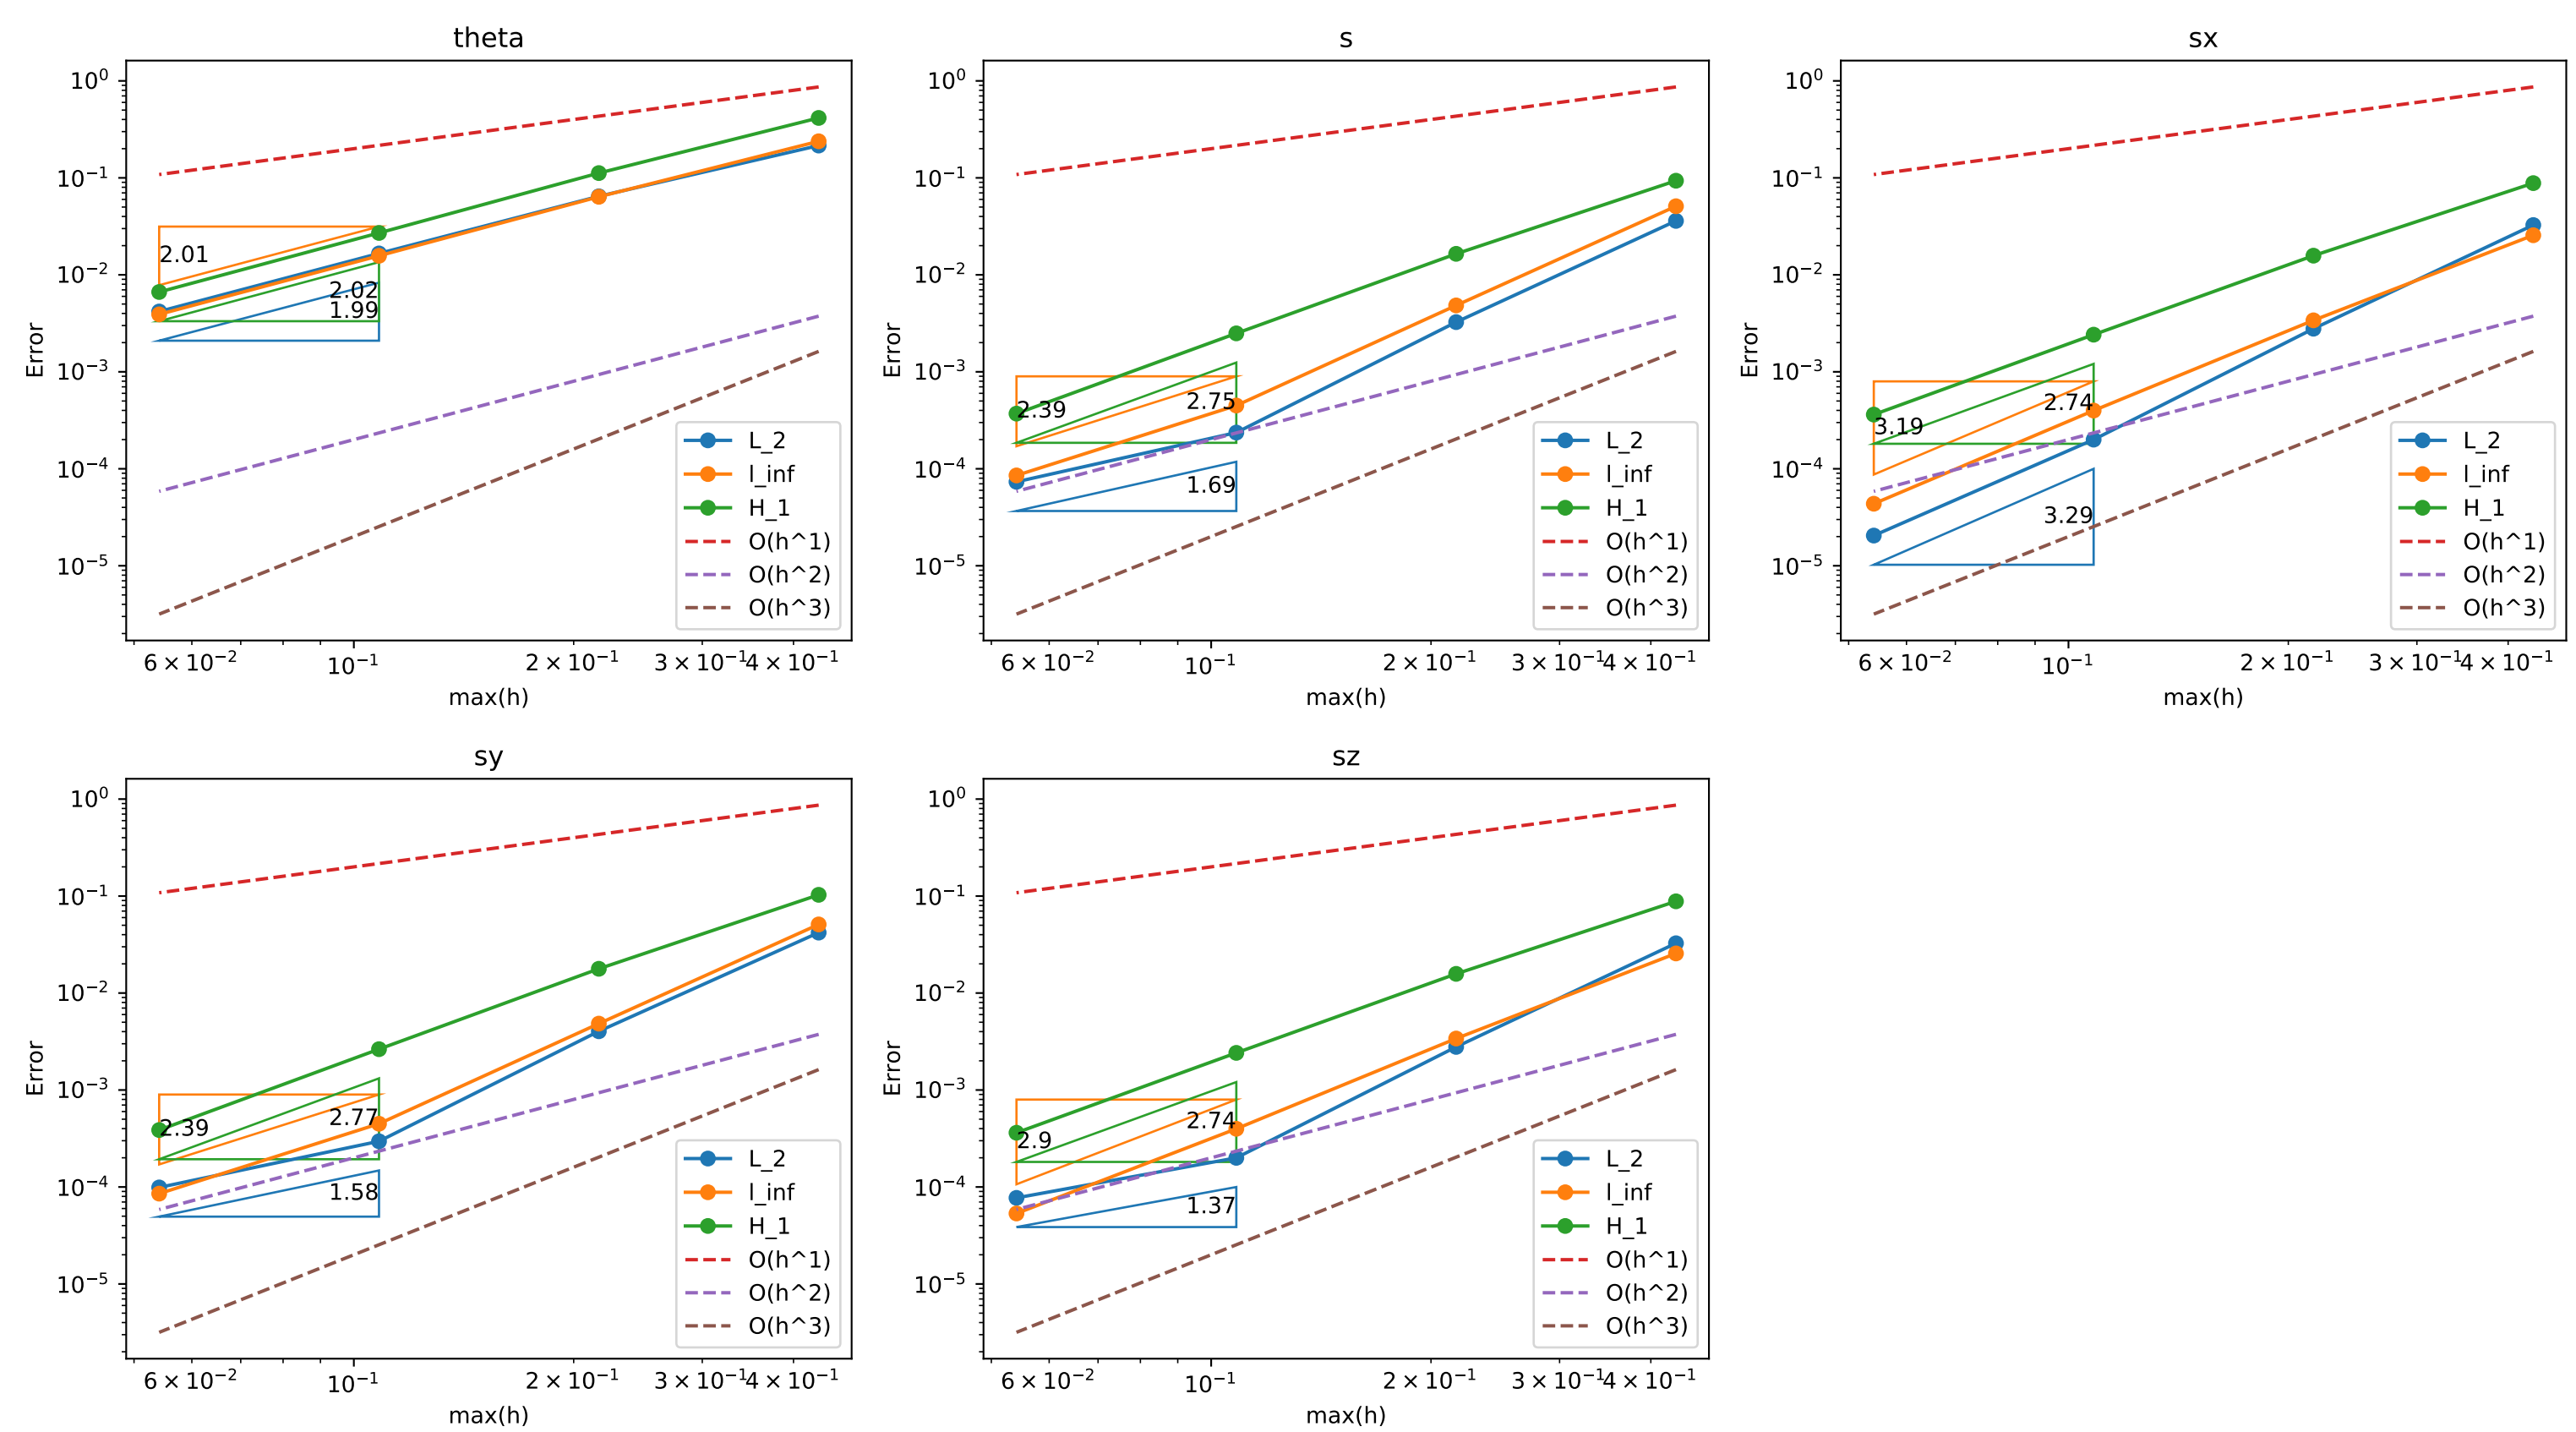 theta
Error
10^0
10^-1
10^-2
10^-3
10^-4
10^-5
2.01
2.02
1.99
L_2
l_inf
H_1
O(h^1)
O(h^2)
O(h^3)
6 × 10^-2
10^-1
2 × 10^-1
3 × 10^-1
4 × 10^-1
max(h)
s
Error
10^0
10^-1
10^-2
10^-3
10^-4
10^-5
2.39
2.75
1.69
L_2
l_inf
H_1
O(h^1)
O(h^2)
O(h^3)
6 × 10^-2
10^-1
2 × 10^-1
3 × 10^-1
4 × 10^-1
max(h)
sx
Error
10^0
10^-1
10^-2
10^-3
10^-4
10^-5
2.74
3.19
3.29
L_2
l_inf
H_1
O(h^1)
O(h^2)
O(h^3)
6 × 10^-2
10^-1
2 × 10^-1
3 × 10^-1
4 × 10^-1
max(h)
sy
Error
10^0
10^-1
10^-2
10^-3
10^-4
10^-5
2.39
2.77
1.58
L_2
l_inf
H_1
O(h^1)
O(h^2)
O(h^3)
6 × 10^-2
10^-1
2 × 10^-1
3 × 10^-1
4 × 10^-1
max(h)
sz
Error
10^0
10^-1
10^-2
10^-3
10^-4
10^-5
2.74
2.9
1.37
L_2
l_inf
H_1
O(h^1)
O(h^2)
O(h^3)
6 × 10^-2
10^-1
2 × 10^-1
3 × 10^-1
4 × 10^-1
max(h)